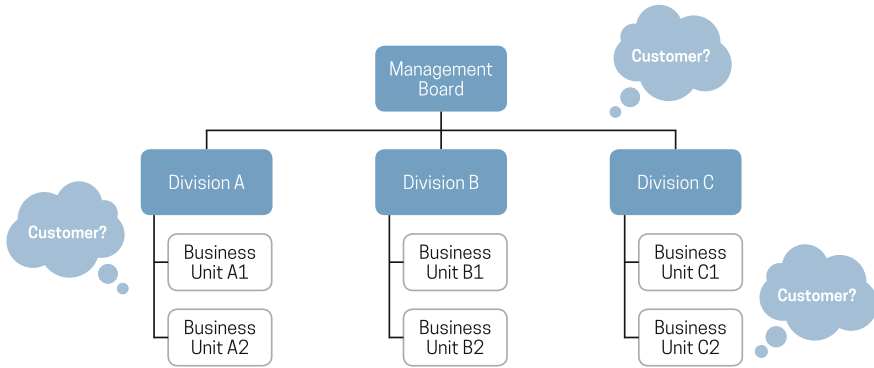 Customer?
Management
Board
Division A
Division B
Division C
Customer?
Business
Unit A1
Business
Unit B1
Business
Unit C1
Customer?
Business
Unit A2
Business
Unit B2
Business
Unit C2